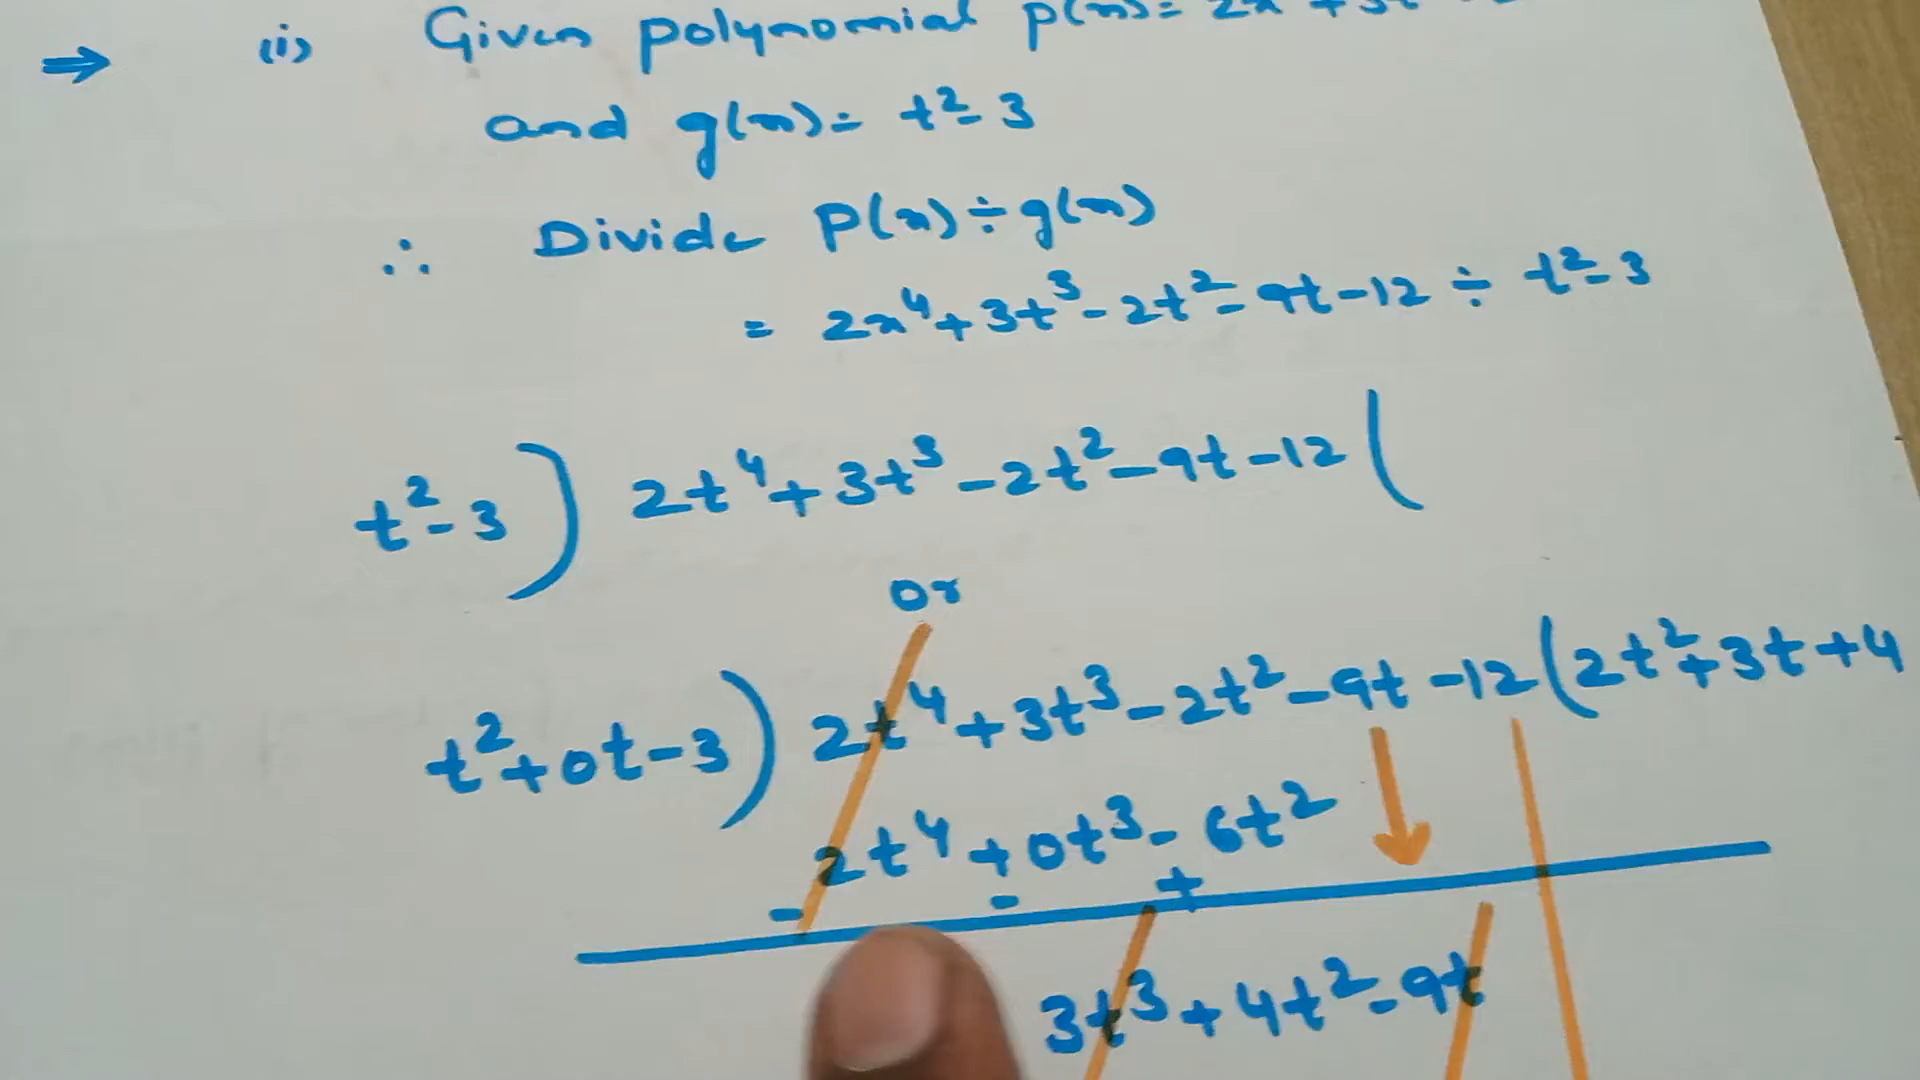 ⇒ (i) Given polynomial p(x)= 2x + 3t
and g(x)= t²-3
∴ Divide P(x)÷g(x)
= 2x⁴+3t³-2t²-9t-12 ÷ t²-3
t²-3) 2t⁴+3t³-2t²-9t-12(
or
t²+0t-3) 2t⁴+3t³-2t²-9t-12(2t²+3t+4
2t⁴+0t³-6t²
- - +
3t³+4t²-9t